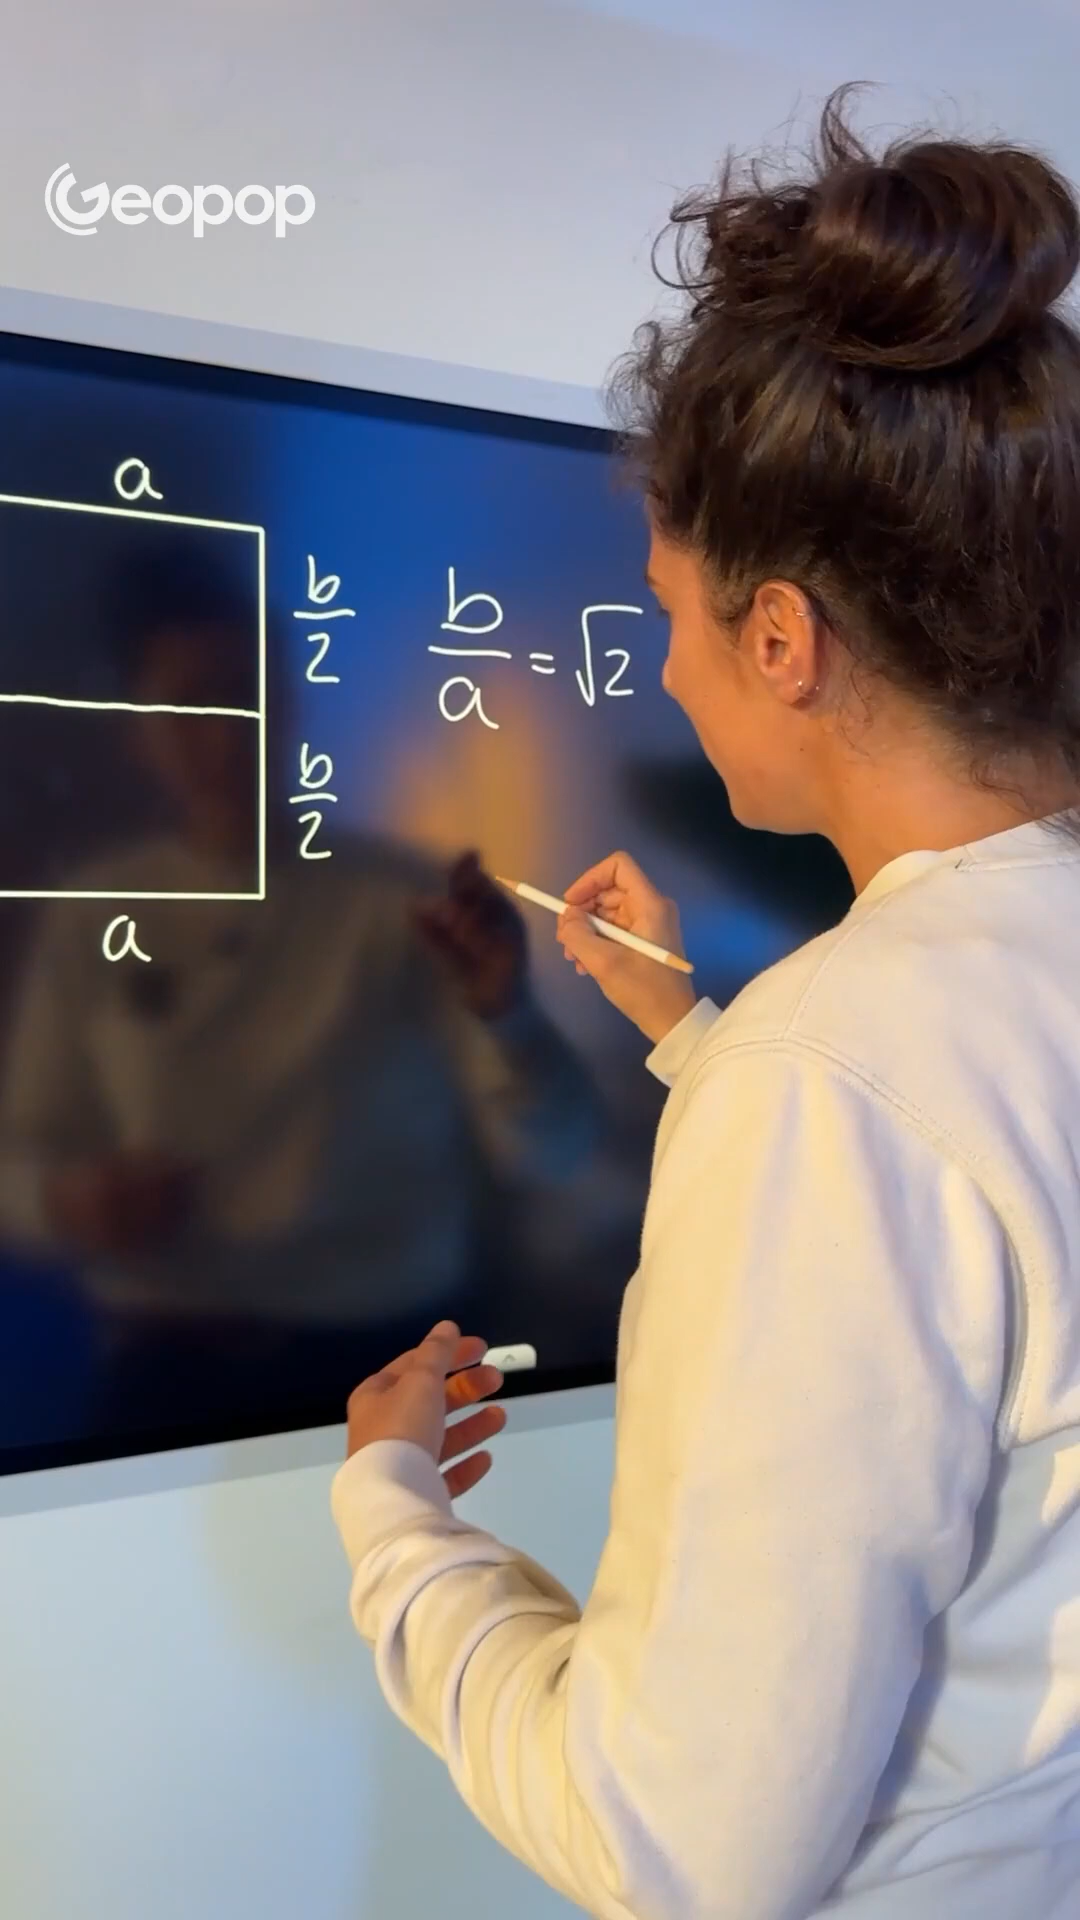 Geopop
a
b/2
b/a = √2
b/2
a